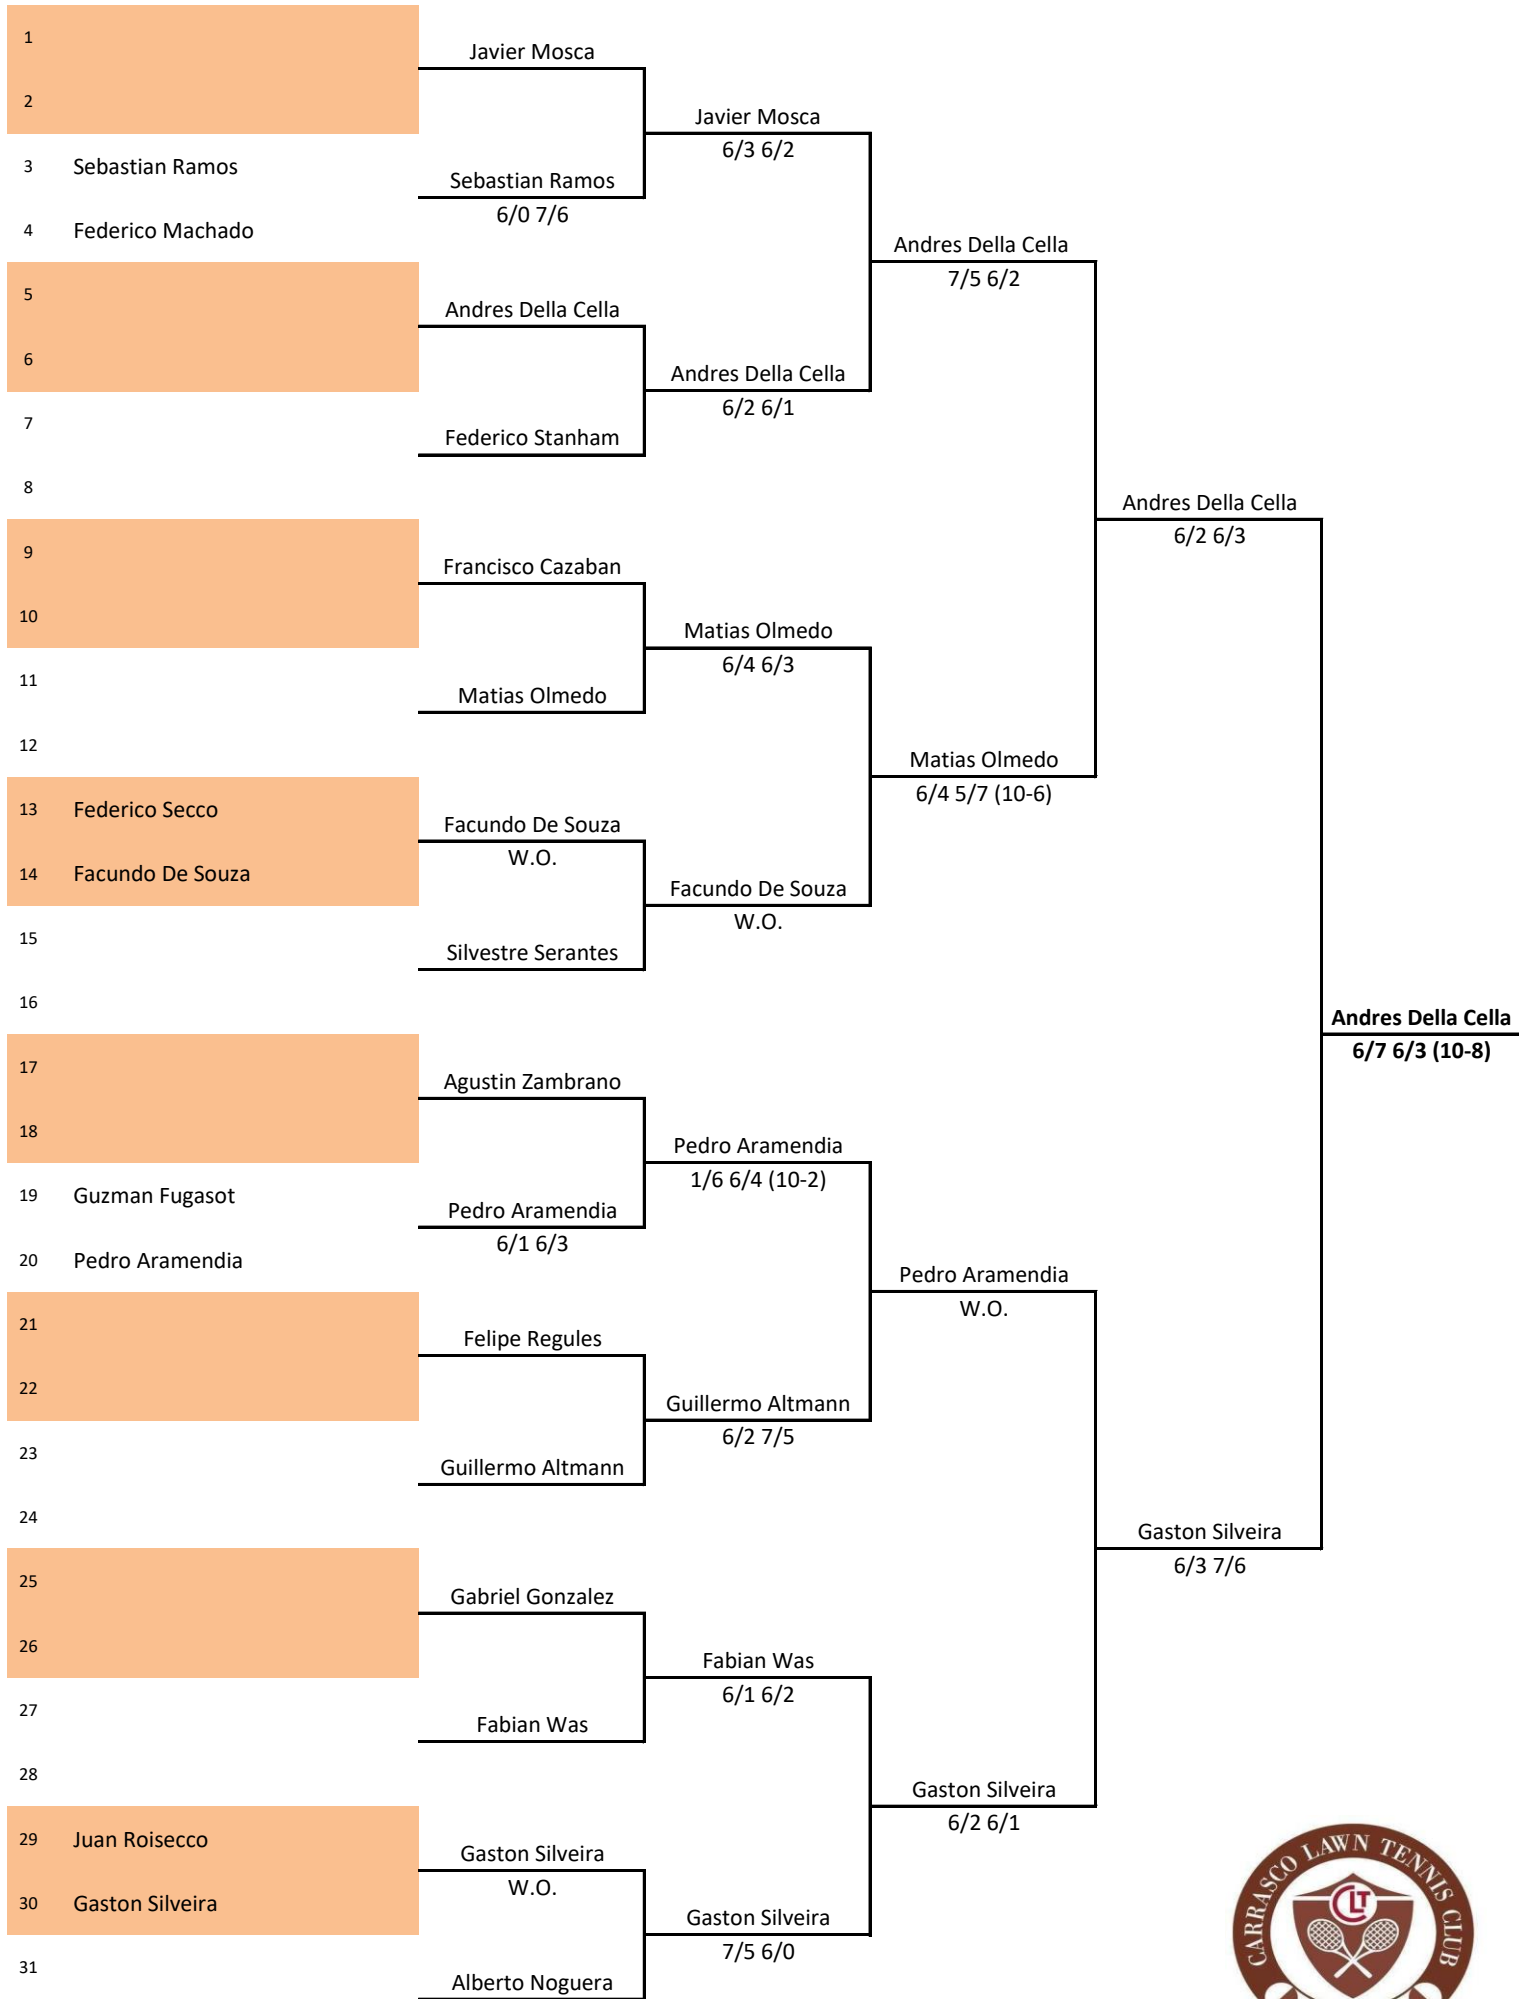 1
Javier Mosca
2
Javier Mosca
6/3 6/2
3 Sebastian Ramos
Sebastian Ramos
6/0 7/6
4 Federico Machado
Andres Della Cella
7/5 6/2
5
Andres Della Cella
6
Andres Della Cella
6/2 6/1
7
Federico Stanham
8
Andres Della Cella
6/2 6/3
9
Francisco Cazaban
10
Matias Olmedo
6/4 6/3
11
Matias Olmedo
12
Matias Olmedo
6/4 5/7 (10-6)
13 Federico Secco
Facundo De Souza
W.O.
14 Facundo De Souza
Facundo De Souza
W.O.
15
Silvestre Serantes
16
Andres Della Cella
6/7 6/3 (10-8)
17
Agustin Zambrano
18
Pedro Aramendia
1/6 6/4 (10-2)
19 Guzman Fugasot
Pedro Aramendia
6/1 6/3
20 Pedro Aramendia
Pedro Aramendia
W.O.
21
Felipe Regules
22
Guillermo Altmann
6/2 7/5
23
Guillermo Altmann
24
Gaston Silveira
6/3 7/6
25
Gabriel Gonzalez
26
Fabian Was
6/1 6/2
27
Fabian Was
28
Gaston Silveira
6/2 6/1
29 Juan Roisecco
Gaston Silveira
W.O.
30 Gaston Silveira
Gaston Silveira
7/5 6/0
31
Alberto Noguera
CARRASCO LAWN TENNIS CLUB
CLT